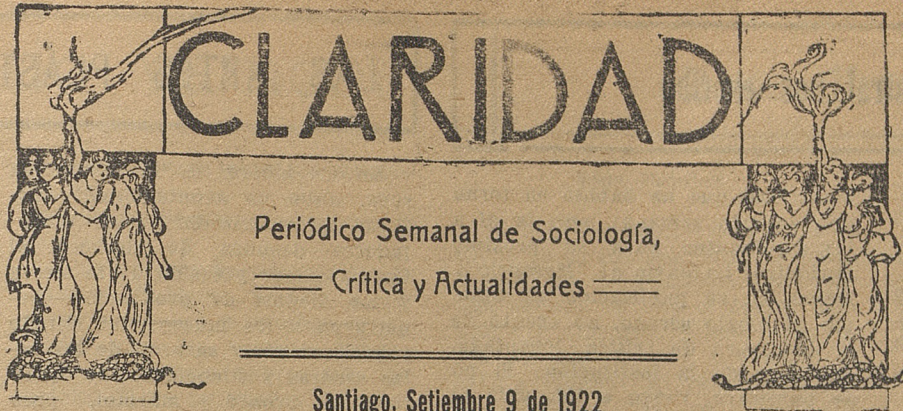 CLARIDAD
Periódico Semanal de Sociología,
Crítica y Actualidades
Santiago, Setiembre 9 de 1922